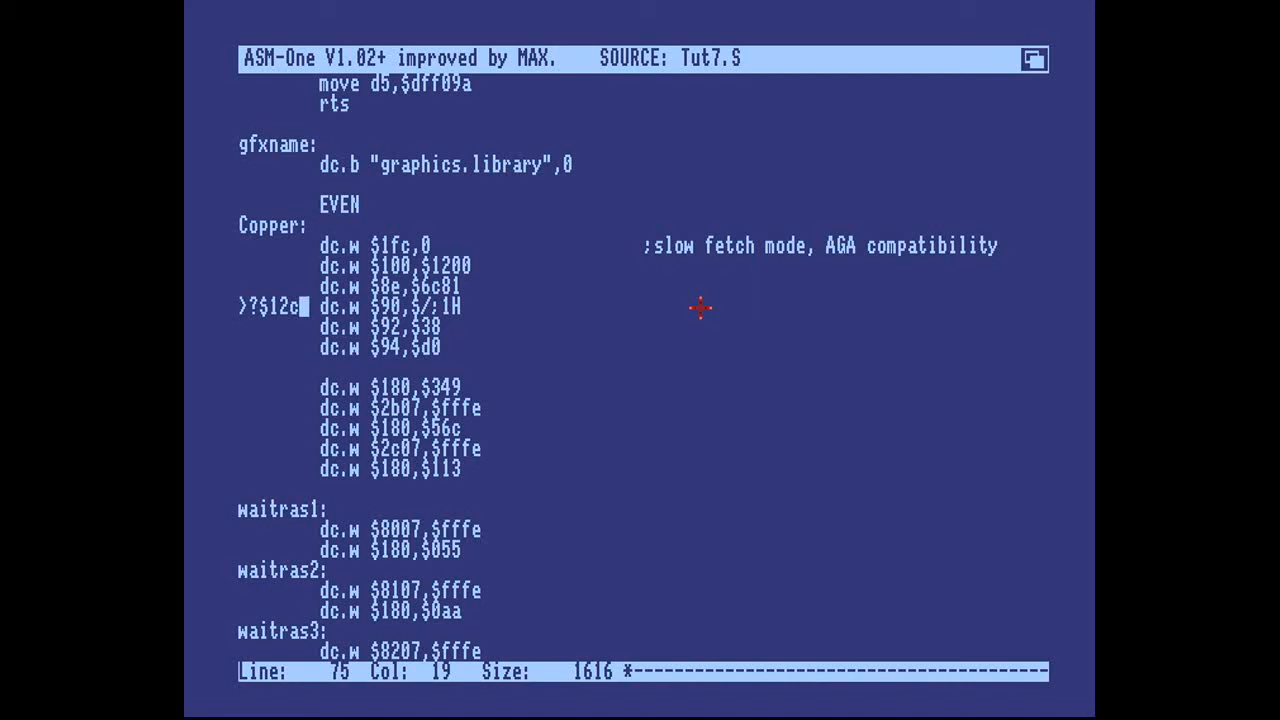 ASM-One V1.02+ improved by MAX. SOURCE: Tut7.S
move d5,$dff09a
rts
gfxname:
dc.b "graphics.library",0
EVEN
Copper:
dc.w $1fc,0 ;slow fetch mode, AGA compatibility
dc.w $100,$1200
dc.w $8e,$6c81
>?$12c dc.w $90,$/;1H
dc.w $92,$38
dc.w $94,$d0
dc.w $180,$349
dc.w $2b07,$fffe
dc.w $180,$56c
dc.w $2c07,$fffe
dc.w $180,$113
waitras1:
dc.w $8007,$fffe
dc.w $180,$055
waitras2:
dc.w $8107,$fffe
dc.w $180,$0aa
waitras3:
dc.w $8207,$fffe
Line: 75 Col: 19 Size: 1616 *-----------------------------------------